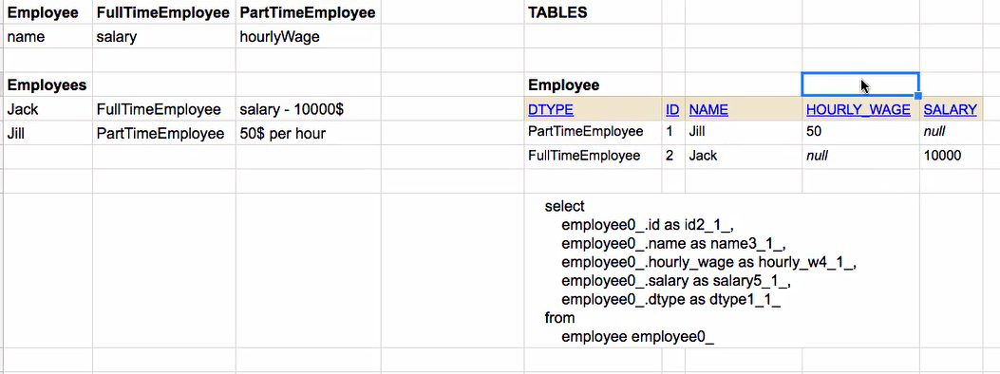 Employee FullTimeEmployee PartTimeEmployee TABLES
name salary hourlyWage
Employees Employee
Jack FullTimeEmployee salary - 10000$ DTYPE ID NAME HOURLY_WAGE SALARY
Jill PartTimeEmployee 50$ per hour PartTimeEmployee 1 Jill 50 null
FullTimeEmployee 2 Jack null 10000
select
employee0_.id as id2_1_,
employee0_.name as name3_1_,
employee0_.hourly_wage as hourly_w4_1_,
employee0_.salary as salary5_1_,
employee0_.dtype as dtype1_1_
from
employee employee0_